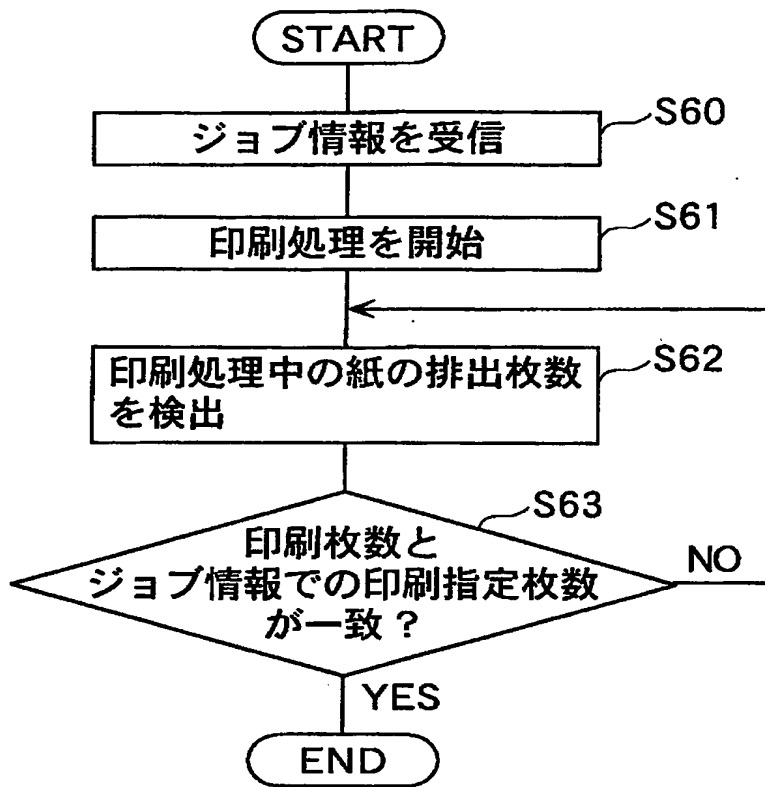 START
ジョブ情報を受信
S60
印刷処理を開始
S61
印刷処理中の紙の排出枚数
を検出
S62
S63
印刷枚数と
ジョブ情報での印刷指定枚数
が一致？
NO
YES
END